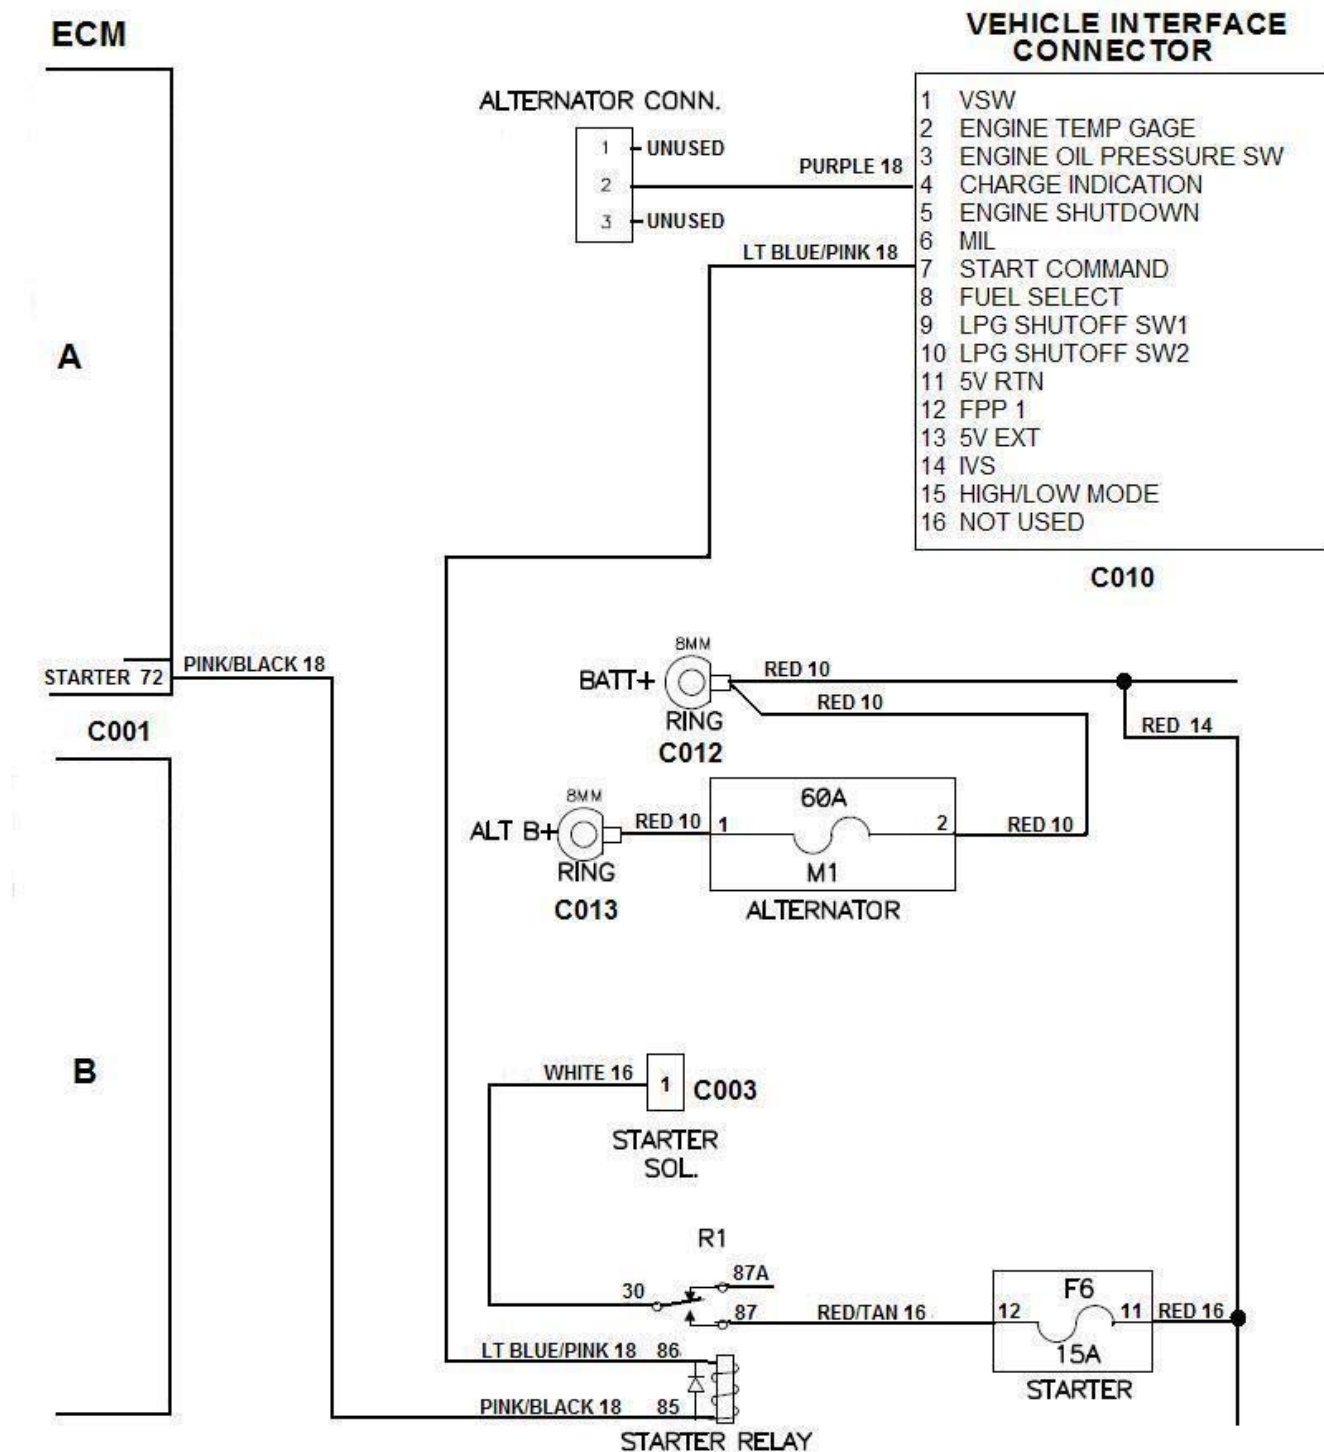 ECM
VEHICLE INTERFACE
CONNECTOR
ALTERNATOR CONN.
1 UNUSED
2
3 UNUSED
PURPLE 18
LT BLUE/PINK 18
1 VSW
2 ENGINE TEMP GAGE
3 ENGINE OIL PRESSURE SW
4 CHARGE INDICATION
5 ENGINE SHUTDOWN
6 MIL
7 START COMMAND
8 FUEL SELECT
9 LPG SHUTOFF SW1
10 LPG SHUTOFF SW2
11 5V RTN
12 FPP 1
13 5V EXT
14 IVS
15 HIGH/LOW MODE
16 NOT USED
C010
A
STARTER 72
PINK/BLACK 18
C001
8MM
BATT+
RING
C012
RED 10
RED 10
RED 14
8MM
ALT B+
RING
C013
RED 10
1
60A
2
M1
ALTERNATOR
RED 10
B
WHITE 16
1
C003
STARTER
SOL.
R1
30
87A
87
RED/TAN 16
12
F6
11
15A
STARTER
RED 16
LT BLUE/PINK 18 86
PINK/BLACK 18 85
STARTER RELAY